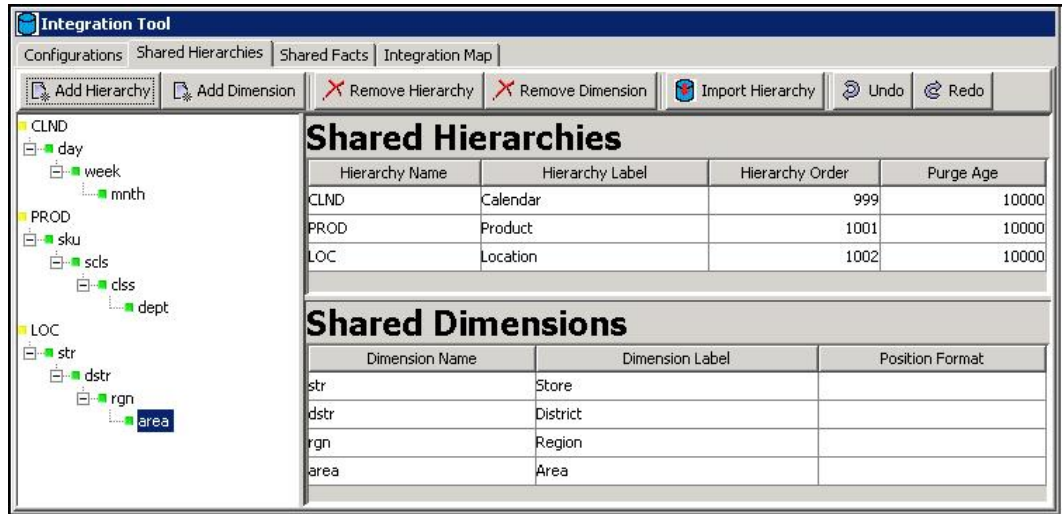 Integration Tool
Configurations Shared Hierarchies Shared Facts Integration Map
Add Hierarchy Add Dimension Remove Hierarchy Remove Dimension Import Hierarchy Undo Redo
CLND
day
week
mnth
PROD
sku
scls
clss
dept
LOC
str
dstr
rgn
area
Shared Hierarchies
Hierarchy Name Hierarchy Label Hierarchy Order Purge Age
CLND Calendar 999 10000
PROD Product 1001 10000
LOC Location 1002 10000
Shared Dimensions
Dimension Name Dimension Label Position Format
str Store
dstr District
rgn Region
area Area